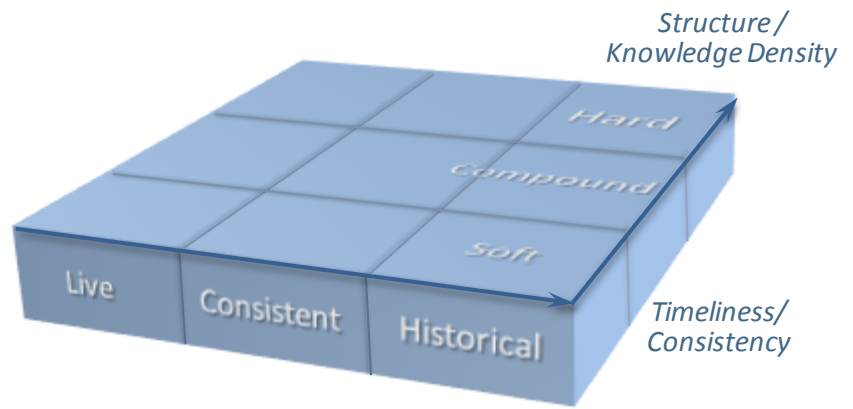 Structure /
Knowledge Density
Hard
Compound
Soft
Live
Consistent
Historical
Timeliness/
Consistency